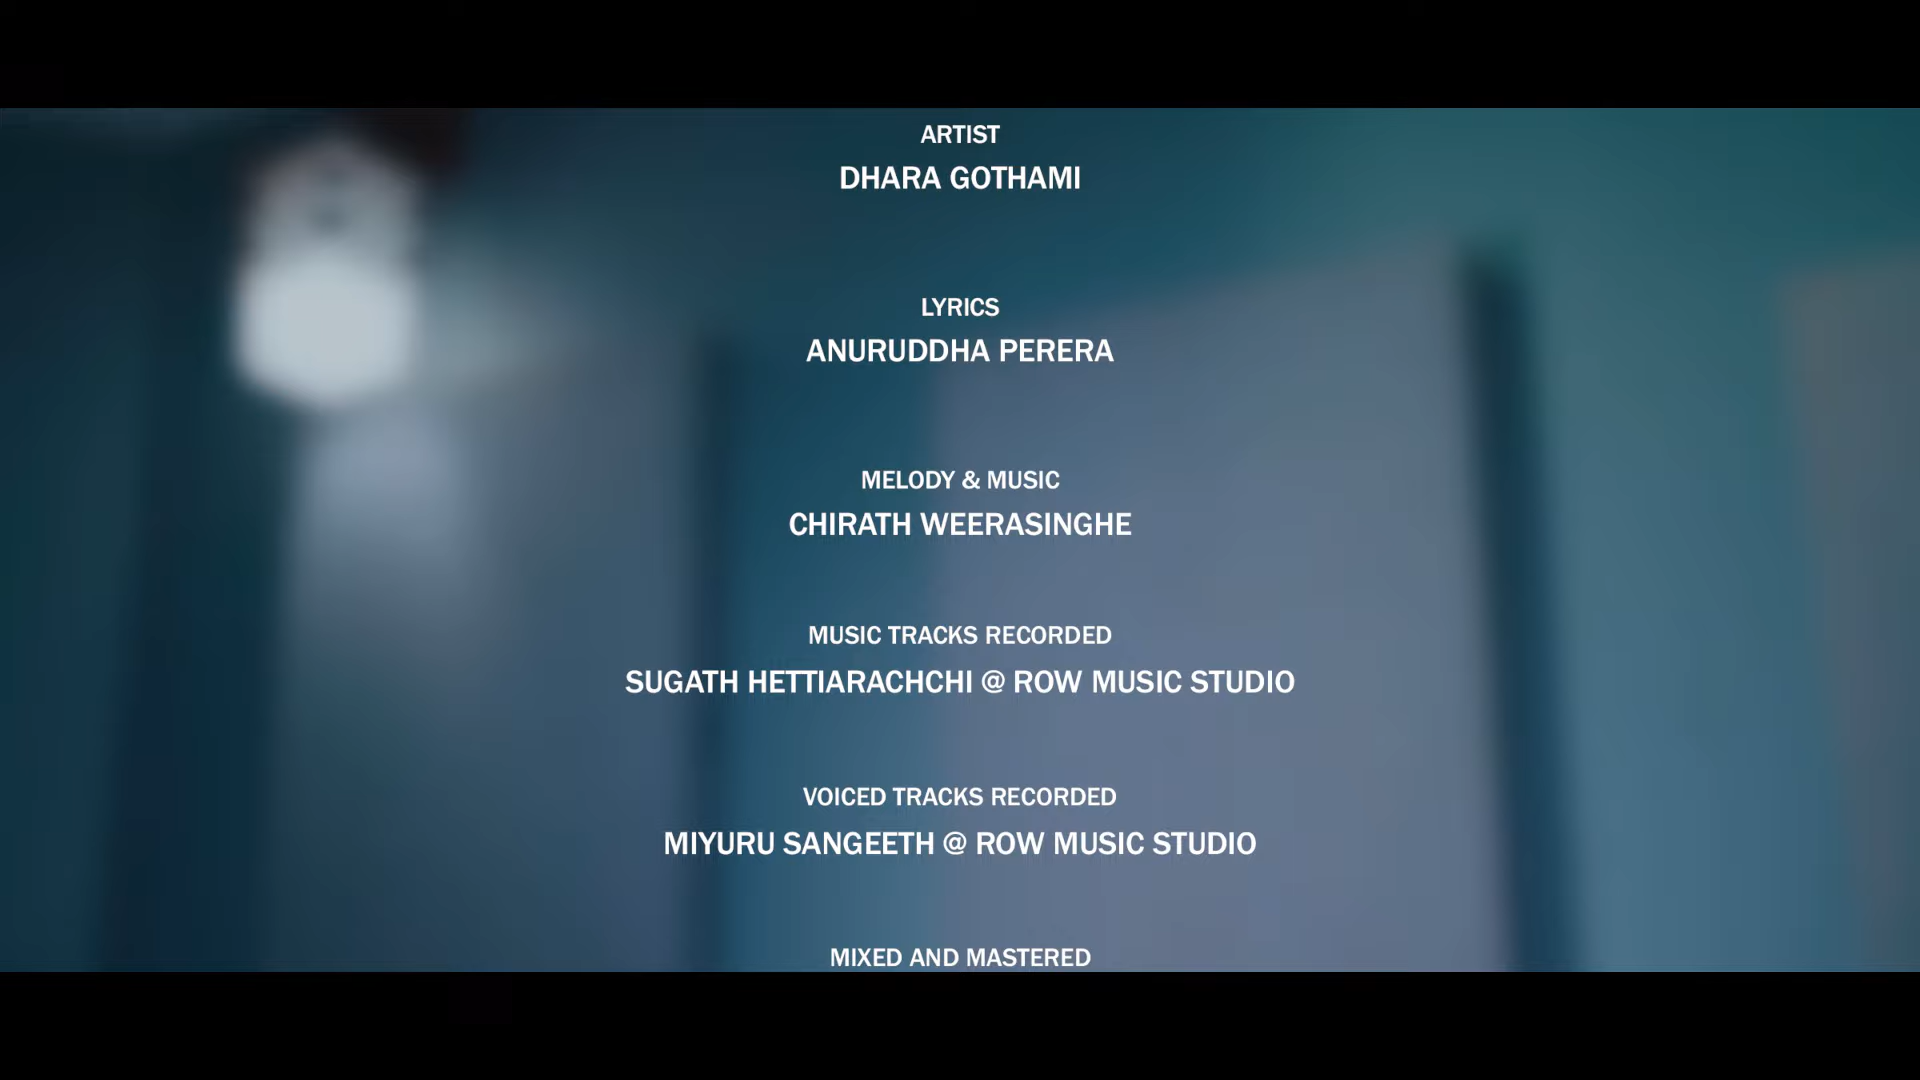 ARTIST
DHARA GOTHAMI
LYRICS
ANURUDDHA PERERA
MELODY & MUSIC
CHIRATH WEERASINGHE
MUSIC TRACKS RECORDED
SUGATH HETTIARACHCHI @ ROW MUSIC STUDIO
VOICED TRACKS RECORDED
MIYURU SANGEETH @ ROW MUSIC STUDIO
MIXED AND MASTERED